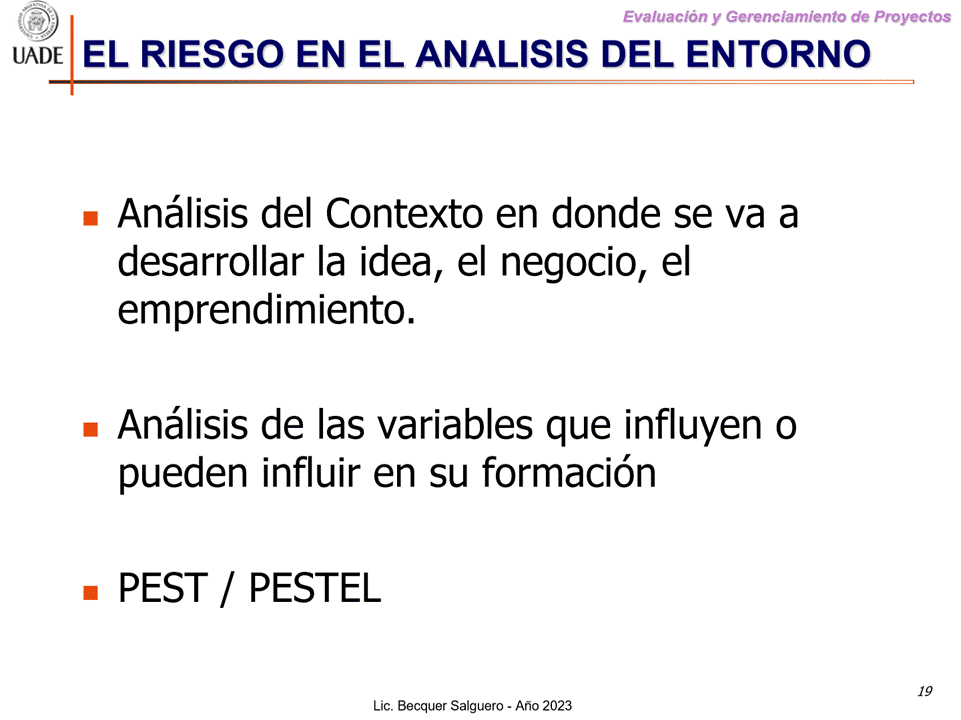 Evaluación y Gerenciamiento de Proyectos
UADE
EL RIESGO EN EL ANALISIS DEL ENTORNO
Análisis del Contexto en donde se va a
desarrollar la idea, el negocio, el
emprendimiento.
Análisis de las variables que influyen o
pueden influir en su formación
PEST / PESTEL
19
Lic. Becquer Salguero - Año 2023